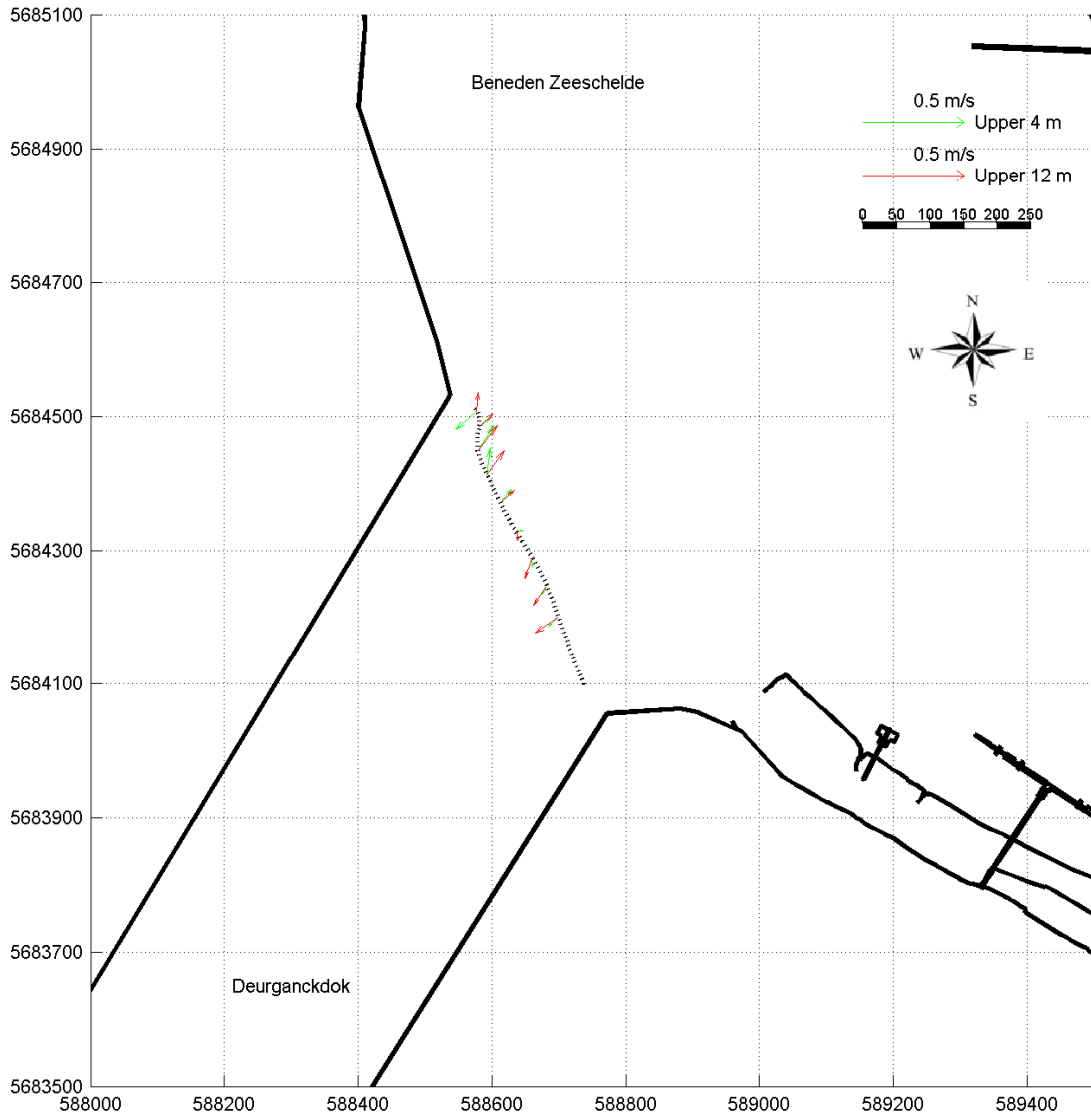 5685100
Beneden Zeeschelde
0.5 m/s
Upper 4 m
5684900
0.5 m/s
Upper 12 m
0 50 100 150 200 250
5684700
N
W E
S
5684500
5684300
5684100
5683900
5683700
Deurganckdok
5683500
588000 588200 588400 588600 588800 589000 589200 589400